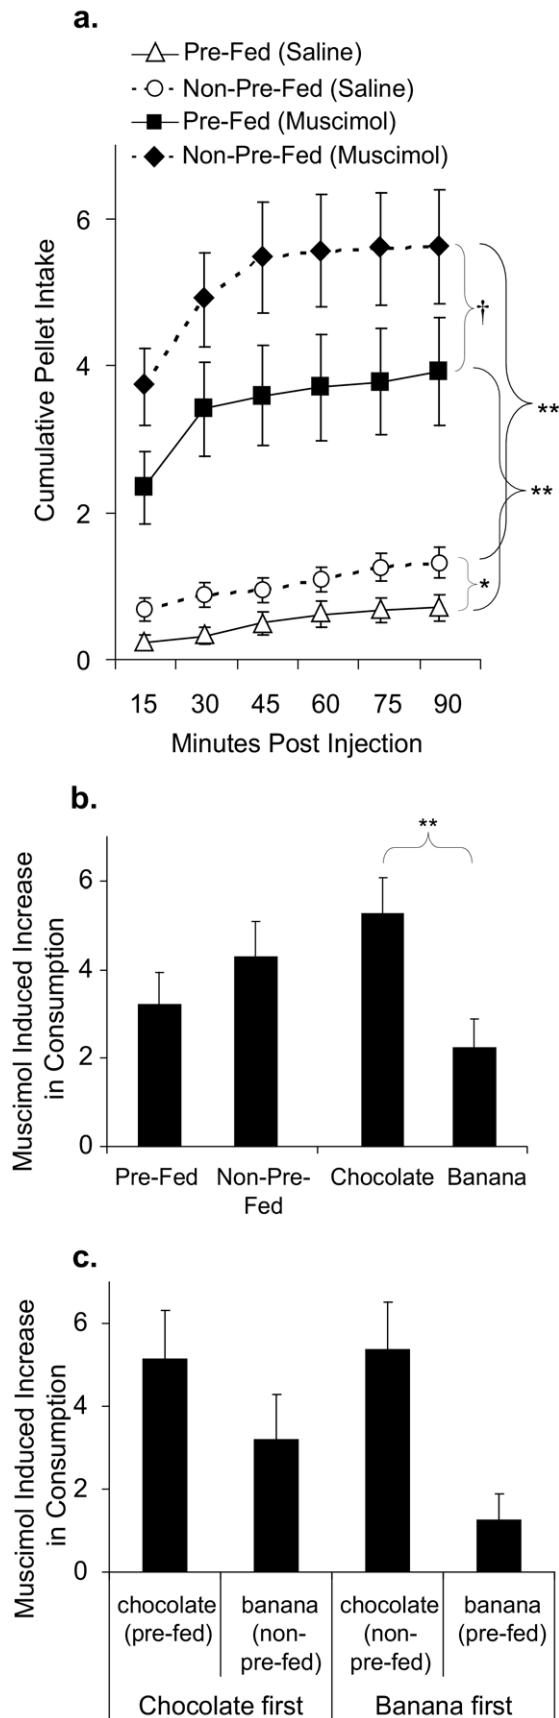 a.
Pre-Fed (Saline)
Non-Pre-Fed (Saline)
Pre-Fed (Muscimol)
Non-Pre-Fed (Muscimol)
Cumulative Pellet Intake
6
4
2
0
†
**
**
*
15 30 45 60 75 90
Minutes Post Injection
b.
Muscimol Induced Increase
in Consumption
6
4
2
0
**
Pre-Fed Non-Pre- Chocolate Banana
Fed
c.
Muscimol Induced Increase
in Consumption
6
4
2
0
chocolate banana chocolate banana
(pre-fed) (non- (non- (pre-fed)
pre-fed) pre-fed)
Chocolate first Banana first